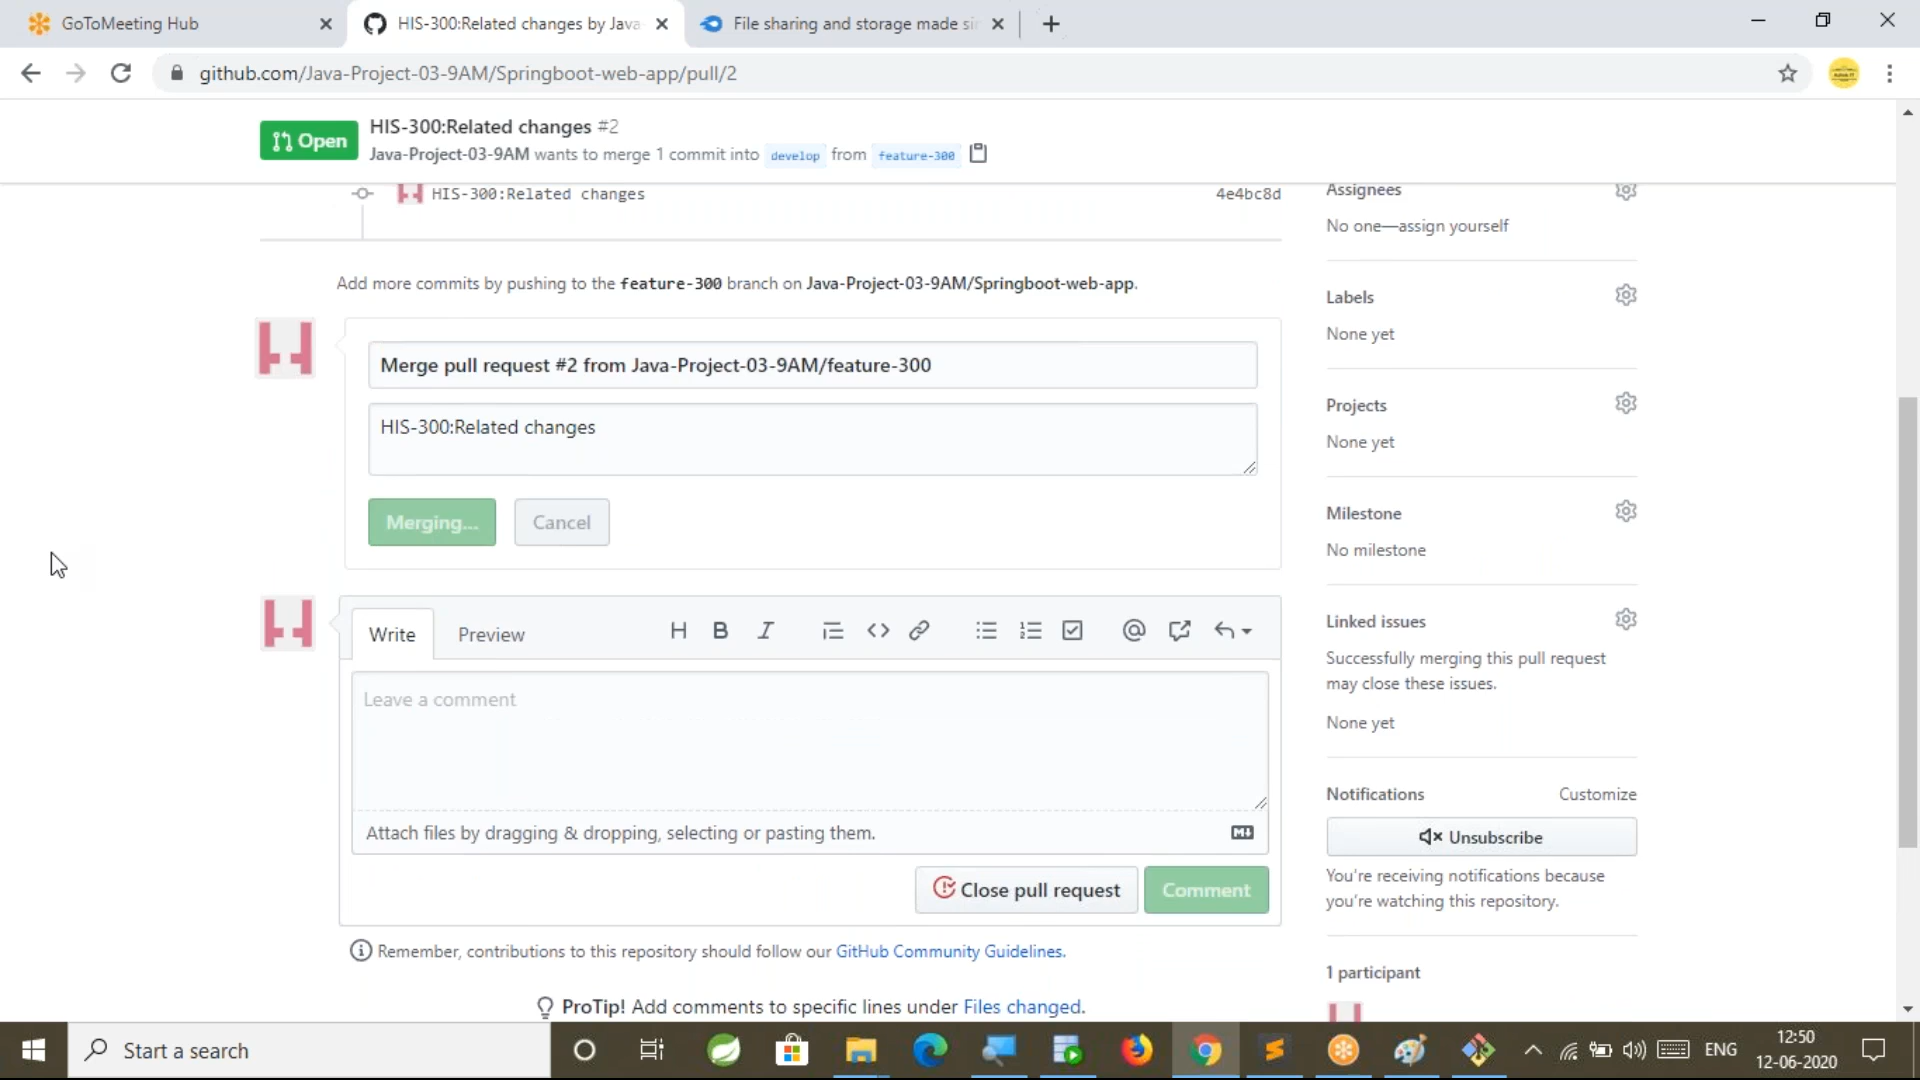 GoToMeeting Hub
HIS-300:Related changes by Java-
File sharing and storage made si
github.com/Java-Project-03-9AM/Springboot-web-app/pull/2
Open
HIS-300:Related changes #2
Java-Project-03-9AM wants to merge 1 commit into develop from feature-300
HIS-300:Related changes 4e4bc8d
Assignees
No one—assign yourself
Add more commits by pushing to the feature-300 branch on Java-Project-03-9AM/Springboot-web-app.
Labels
None yet
Merge pull request #2 from Java-Project-03-9AM/feature-300
HIS-300:Related changes
Projects
None yet
Merging...
Cancel
Milestone
No milestone
Write
Preview
Linked issues
Successfully merging this pull request
may close these issues.
None yet
Leave a comment
Attach files by dragging & dropping, selecting or pasting them.
Notifications
Customize
Unsubscribe
You're receiving notifications because
you're watching this repository.
Close pull request
Comment
Remember, contributions to this repository should follow our GitHub Community Guidelines.
1 participant
ProTip! Add comments to specific lines under Files changed.
Start a search
ENG
12:50
12-06-2020